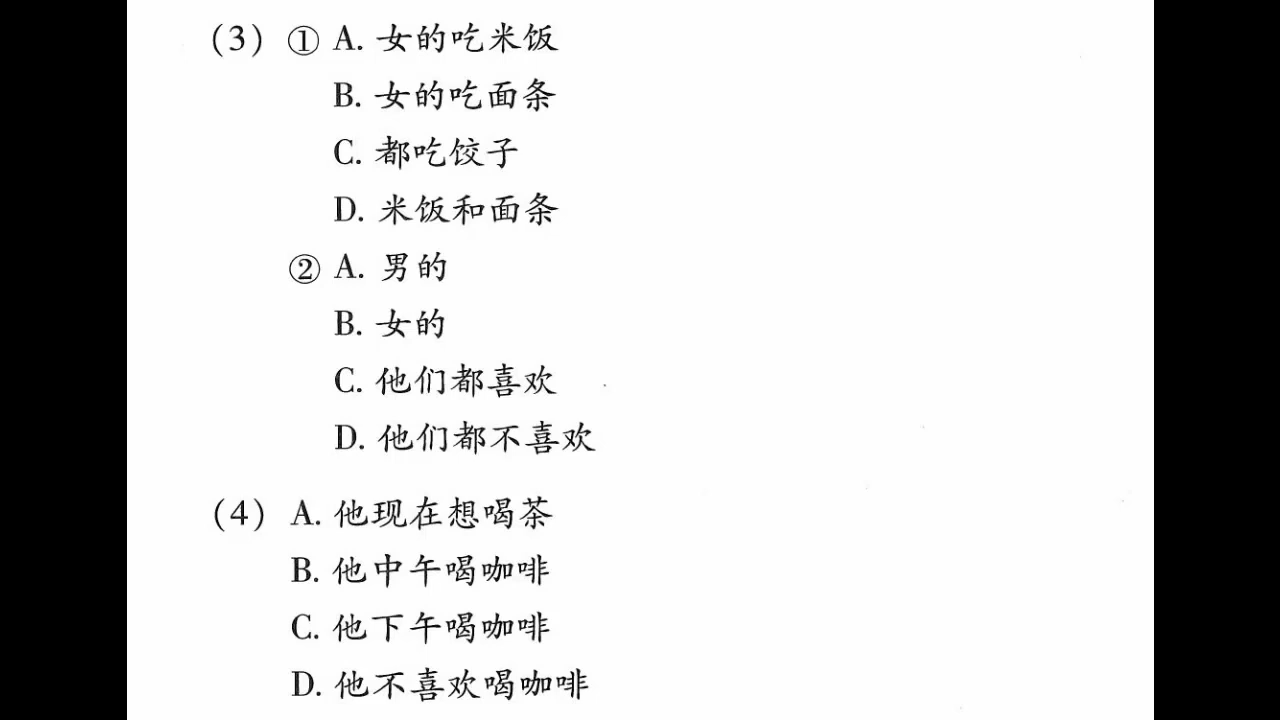 (3) ① A. 女的吃米饭
B. 女的吃面条
C. 都吃饺子
D. 米饭和面条
② A. 男的
B. 女的
C. 他们都喜欢
D. 他们都不喜欢
(4) A. 他现在想喝茶
B. 他中午喝咖啡
C. 他下午喝咖啡
D. 他不喜欢喝咖啡